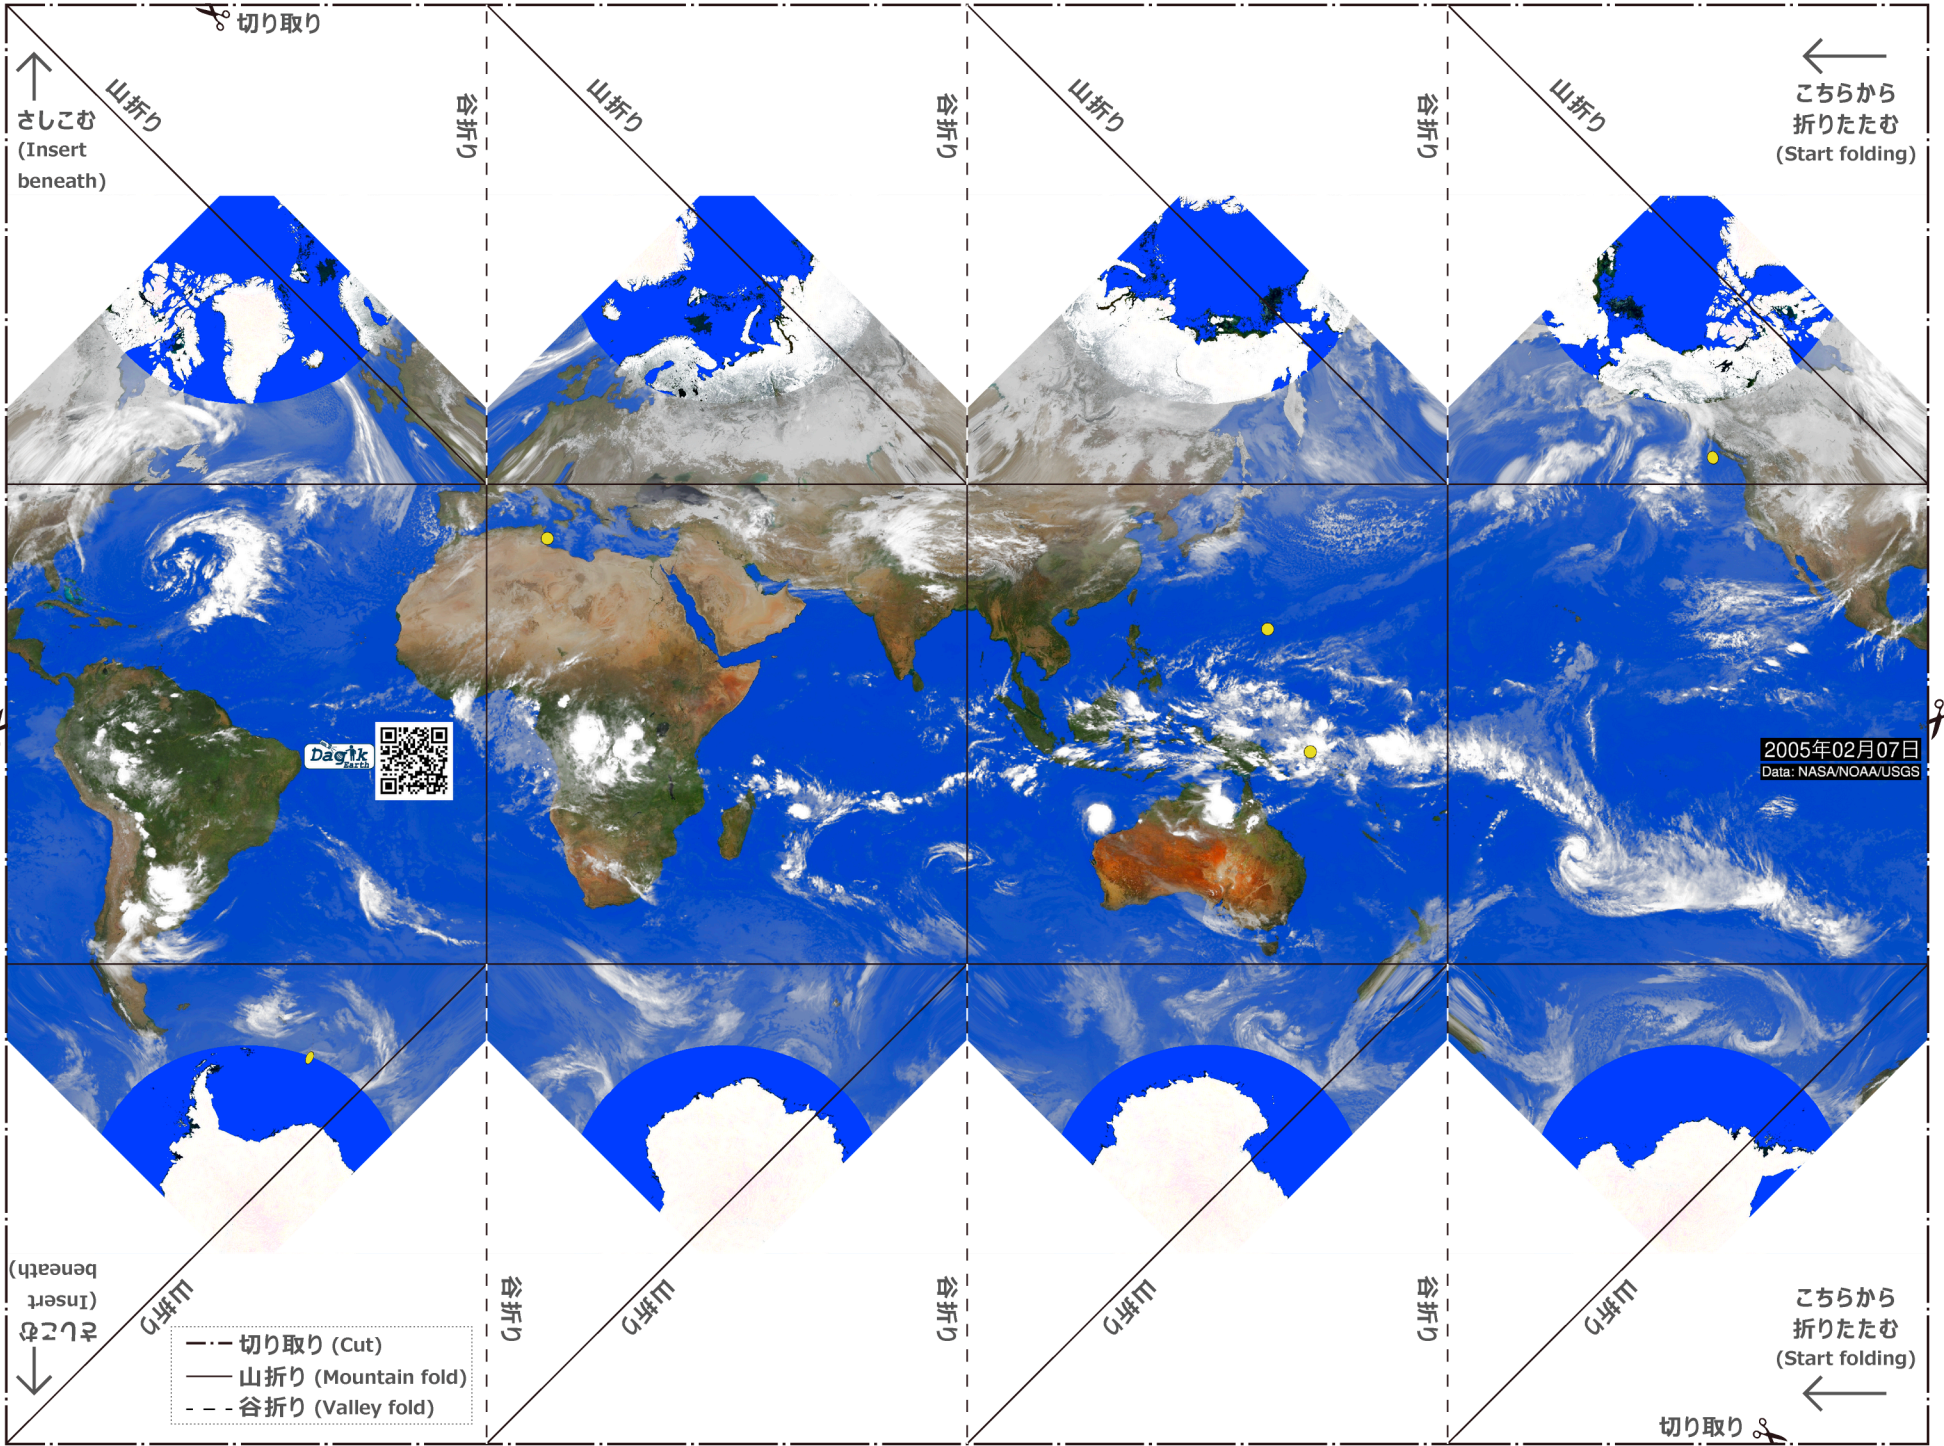 切り取り
山折り
谷折り
山折り
谷折り
山折り
谷折り
山折り
さしこむ
(Insert
beneath)
こちらから
折りたたむ
(Start folding)
Dagik
Earth
2005年02月07日
Data: NASA/NOAA/USGS
さしこむ
(Insert
beneath)
山折り
谷折り
山折り
谷折り
山折り
谷折り
山折り
こちらから
折りたたむ
(Start folding)
切り取り (Cut)
山折り (Mountain fold)
谷折り (Valley fold)
切り取り